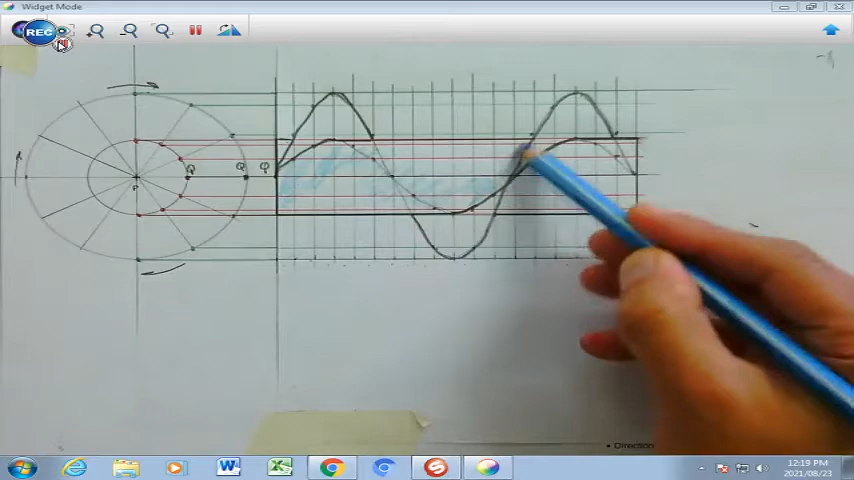 Widget Mode
REC
Q
Q
Q
P
• Direction
12:19 PM
2021/08/23